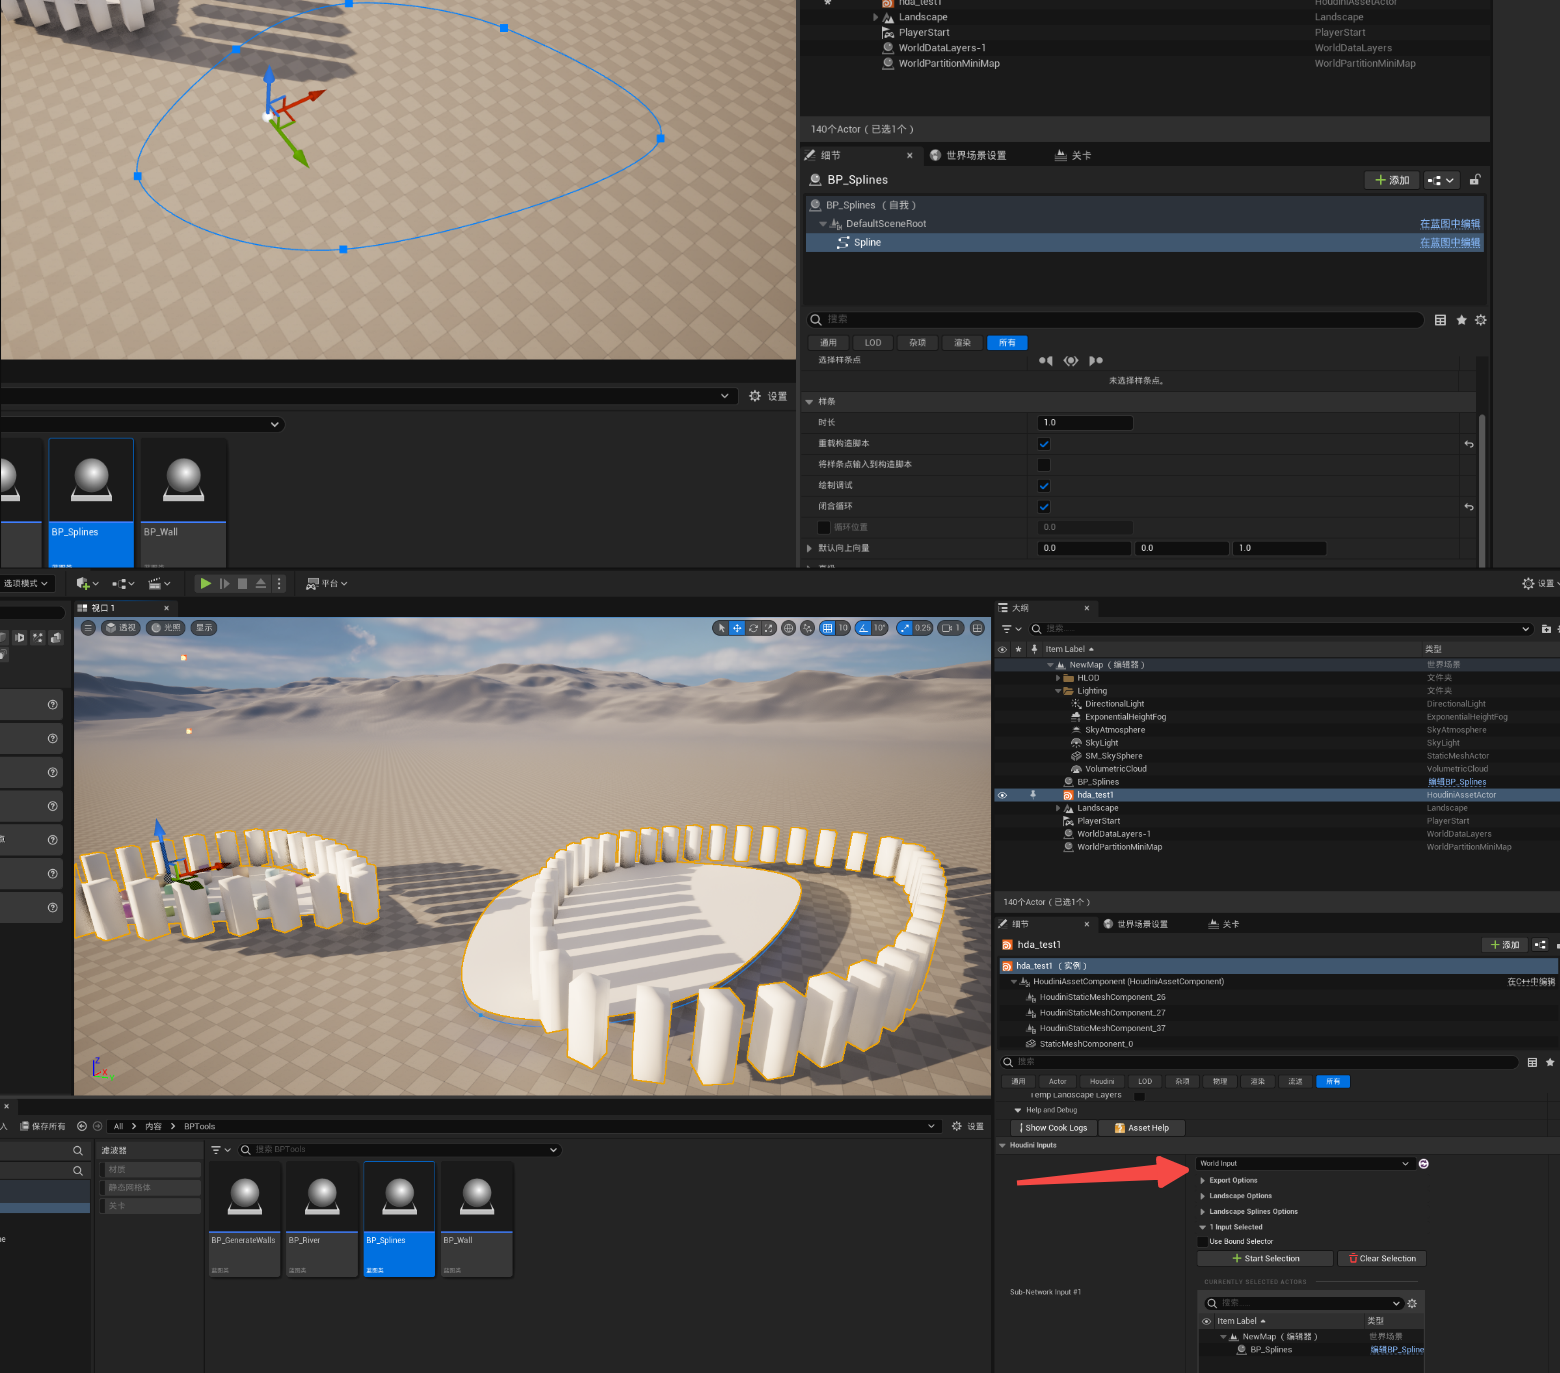 hda_test1 HoudiniAssetActor
Landscape Landscape
PlayerStart PlayerStart
WorldDataLayers-1 WorldDataLayers
WorldPartitionMiniMap WorldPartitionMiniMap
140个Actor（已选1个）
细节 世界场景设置 关卡
BP_Splines 添加
BP_Splines （自我）
DefaultSceneRoot 在蓝图中编辑
Spline 在蓝图中编辑
搜索
通用 LOD 杂项 渲染 所有
选择样条点
未选择样条点。
样条
时长 1.0
重载构造脚本
将样条点输入到构造脚本
绘制调试
闭合循环
循环位置 0.0
默认向上向量 0.0 0.0 1.0
设置
BP_Splines BP_Wall
蓝图类
选项模式 平台 设置
视口 1
透视 光照 显示 10 10° 0.25 1
大纲
搜索...
Item Label 类型
NewMap （编辑器） 世界场景
HLOD 文件夹
Lighting 文件夹
DirectionalLight DirectionalLight
ExponentialHeightFog ExponentialHeightFog
SkyAtmosphere SkyAtmosphere
SkyLight SkyLight
SM_SkySphere StaticMeshActor
VolumetricCloud VolumetricCloud
BP_Splines 编辑BP_Splines
hda_test1 HoudiniAssetActor
Landscape Landscape
PlayerStart PlayerStart
WorldDataLayers-1 WorldDataLayers
WorldPartitionMiniMap WorldPartitionMiniMap
140个Actor（已选1个）
细节 世界场景设置 关卡
hda_test1 添加
hda_test1 （实例）
HoudiniAssetComponent (HoudiniAssetComponent) 在C++中编辑
HoudiniStaticMeshComponent_26
HoudiniStaticMeshComponent_27
HoudiniStaticMeshComponent_37
StaticMeshComponent_0
搜索
通用 Actor Houdini LOD 杂项 物理 渲染 流送 所有
Temp Landscape Layers
Help and Debug
Show Cook Logs Asset Help
Houdini Inputs
World Input
Export Options
Landscape Options
Landscape Splines Options
1 Input Selected
Use Bound Selector
Start Selection Clear Selection
CURRENTLY SELECTED ACTORS
Sub-Network Input #1
搜索...
Item Label 类型
NewMap （编辑器） 世界场景
BP_Splines 编辑BP_Spline
点
入 保存所有 All 内容 BPTools 设置
滤波器 搜索 BPTools
材质
静态网格体
关卡
BP_GenerateWalls BP_River BP_Splines BP_Wall
蓝图类 蓝图类 蓝图类 蓝图类